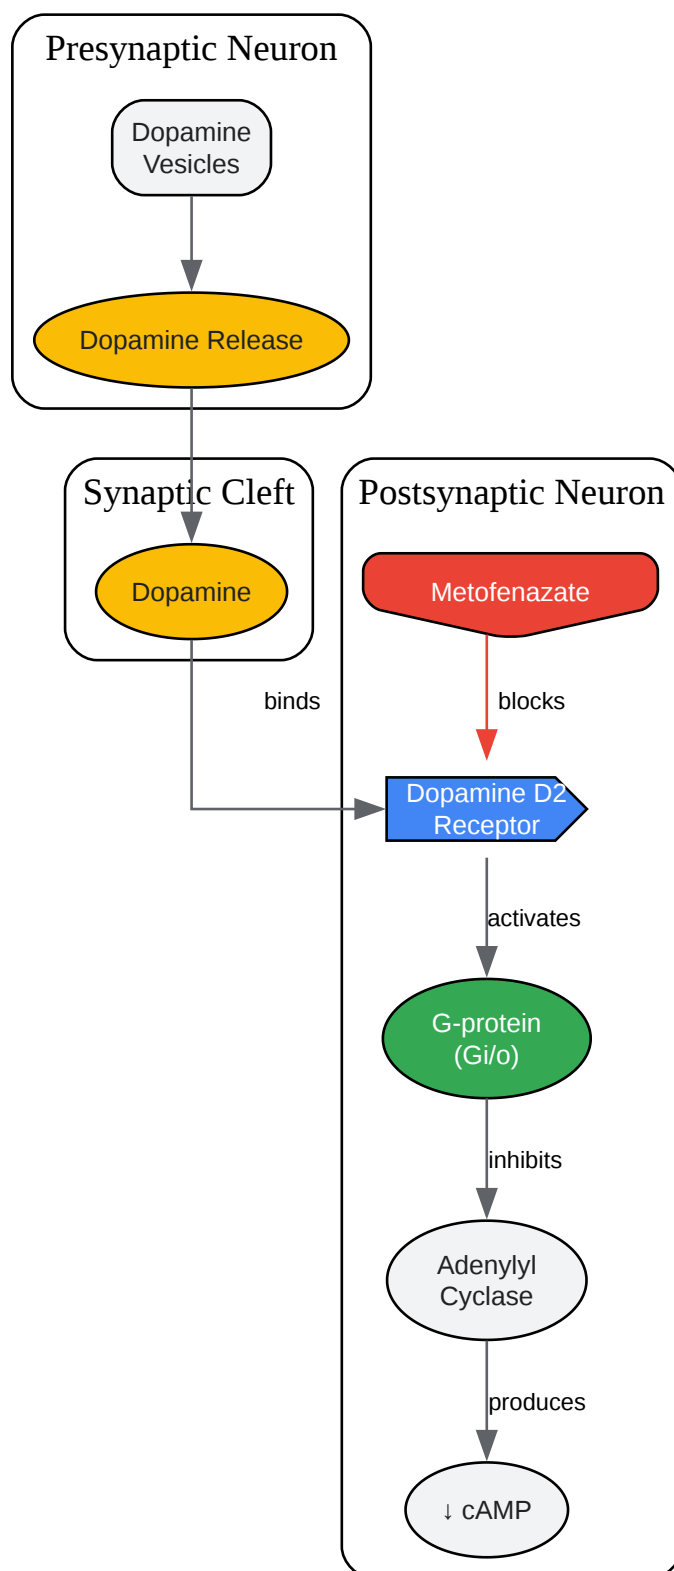 Presynaptic Neuron
Dopamine
Vesicles
Dopamine Release
Synaptic Cleft
Dopamine
Postsynaptic Neuron
Metofenazate
binds
blocks
Dopamine D2
Receptor
activates
G-protein
(Gi/o)
inhibits
Adenylyl
Cyclase
produces
↓ cAMP